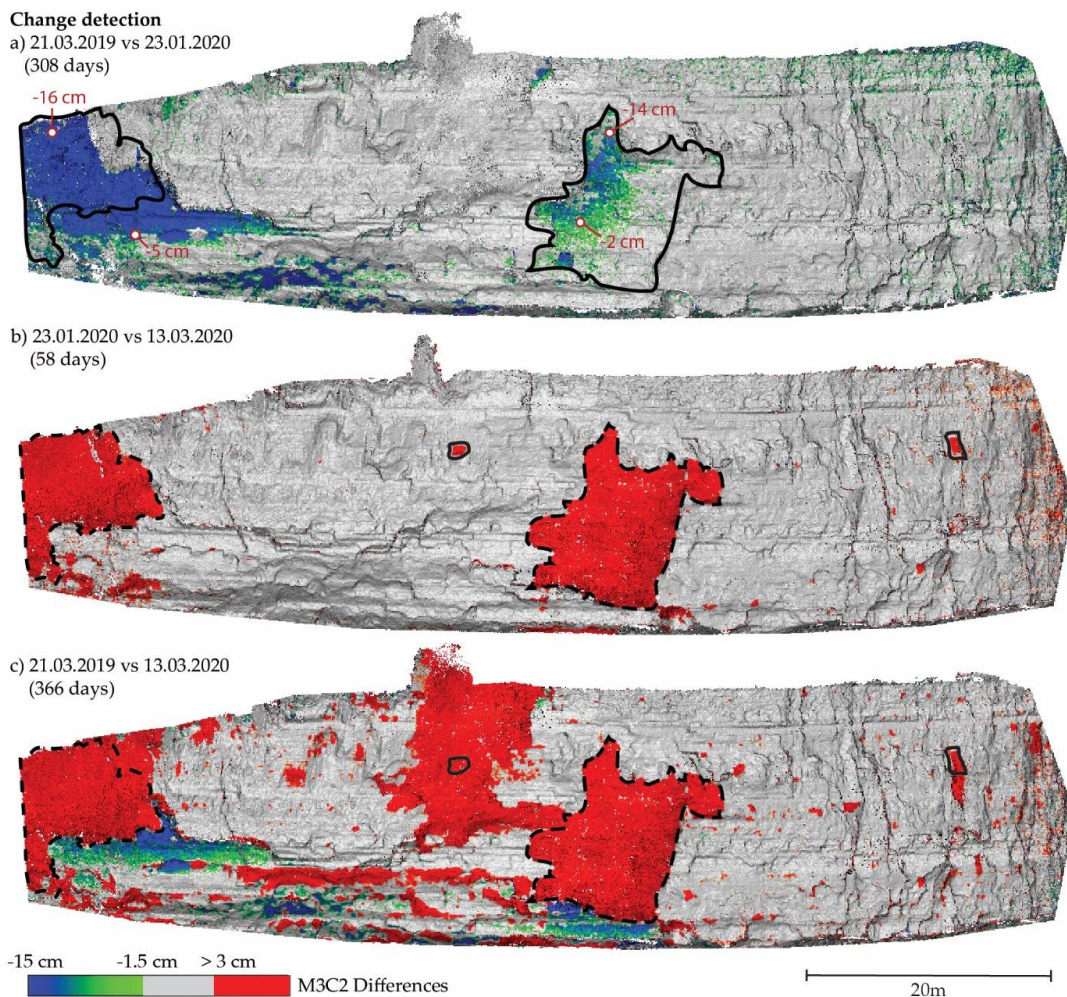 Change detection
a) 21.03.2019 vs 23.01.2020
(308 days)
-16 cm
-14 cm
-5 cm
-2 cm
b) 23.01.2020 vs 13.03.2020
(58 days)
c) 21.03.2019 vs 13.03.2020
(366 days)
-15 cm -1.5 cm > 3 cm
M3C2 Differences
20m